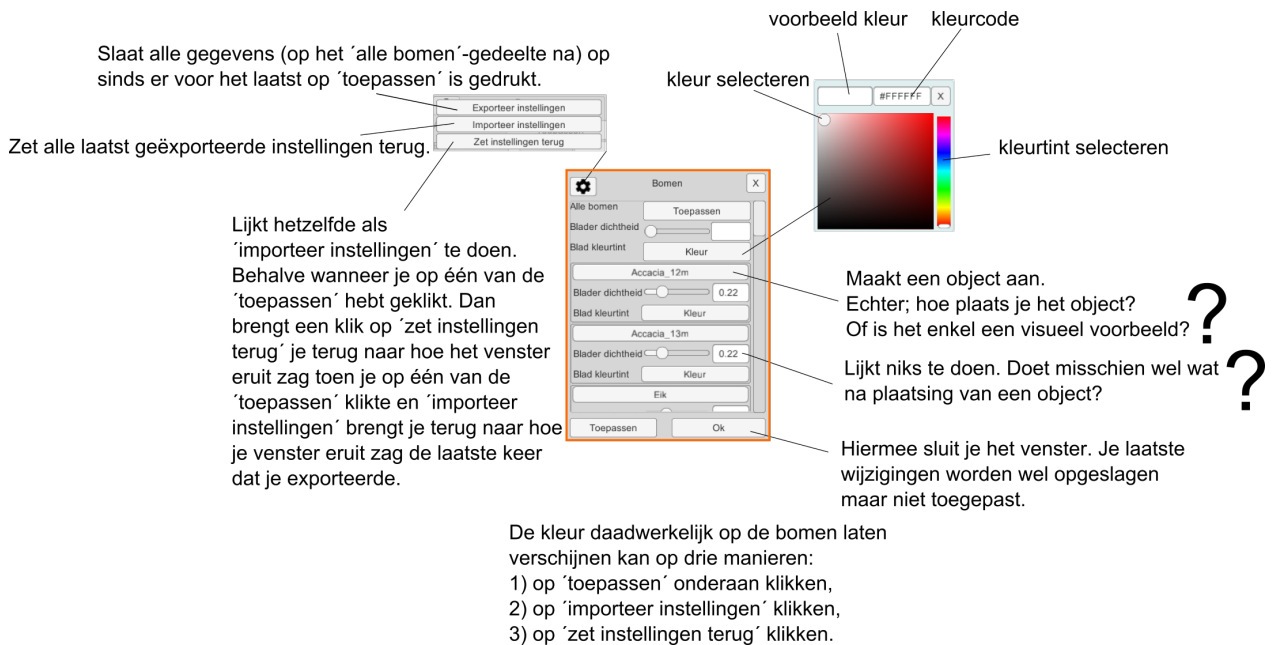 voorbeeld kleur
kleurcode
Slaat alle gegevens (op het ´alle bomen´-gedeelte na) op
sinds er voor het laatst op ´toepassen´ is gedrukt.
kleur selecteren
#FFFFFF
X
Exporteer instellingen
Importeer instellingen
Zet instellingen terug
Zet alle laatst geëxporteerde instellingen terug.
kleurtint selecteren
Bomen
X
Alle bomen
Toepassen
Blader dichtheid
Blad kleurtint
Kleur
Accacia_12m
Blader dichtheid
0.22
Blad kleurtint
Kleur
Accacia_13m
Blader dichtheid
0.22
Blad kleurtint
Kleur
Eik
Toepassen
Ok
Lijkt hetzelfde als
´importeer instellingen´ te doen.
Behalve wanneer je op één van de
´toepassen´ hebt geklikt. Dan
brengt een klik op ´zet instellingen
terug´ je terug naar hoe het venster
eruit zag toen je op één van de
´toepassen´ klikte en ´importeer
instellingen´ brengt je terug naar hoe
je venster eruit zag de laatste keer
dat je exporteerde.
Maakt een object aan.
Echter; hoe plaats je het object?
Of is het enkel een visueel voorbeeld?
?
Lijkt niks te doen. Doet misschien wel wat
na plaatsing van een object?
?
Hiermee sluit je het venster. Je laatste
wijzigingen worden wel opgeslagen
maar niet toegepast.
De kleur daadwerkelijk op de bomen laten
verschijnen kan op drie manieren:
1) op ´toepassen´ onderaan klikken,
2) op ´importeer instellingen´ klikken,
3) op ´zet instellingen terug´ klikken.